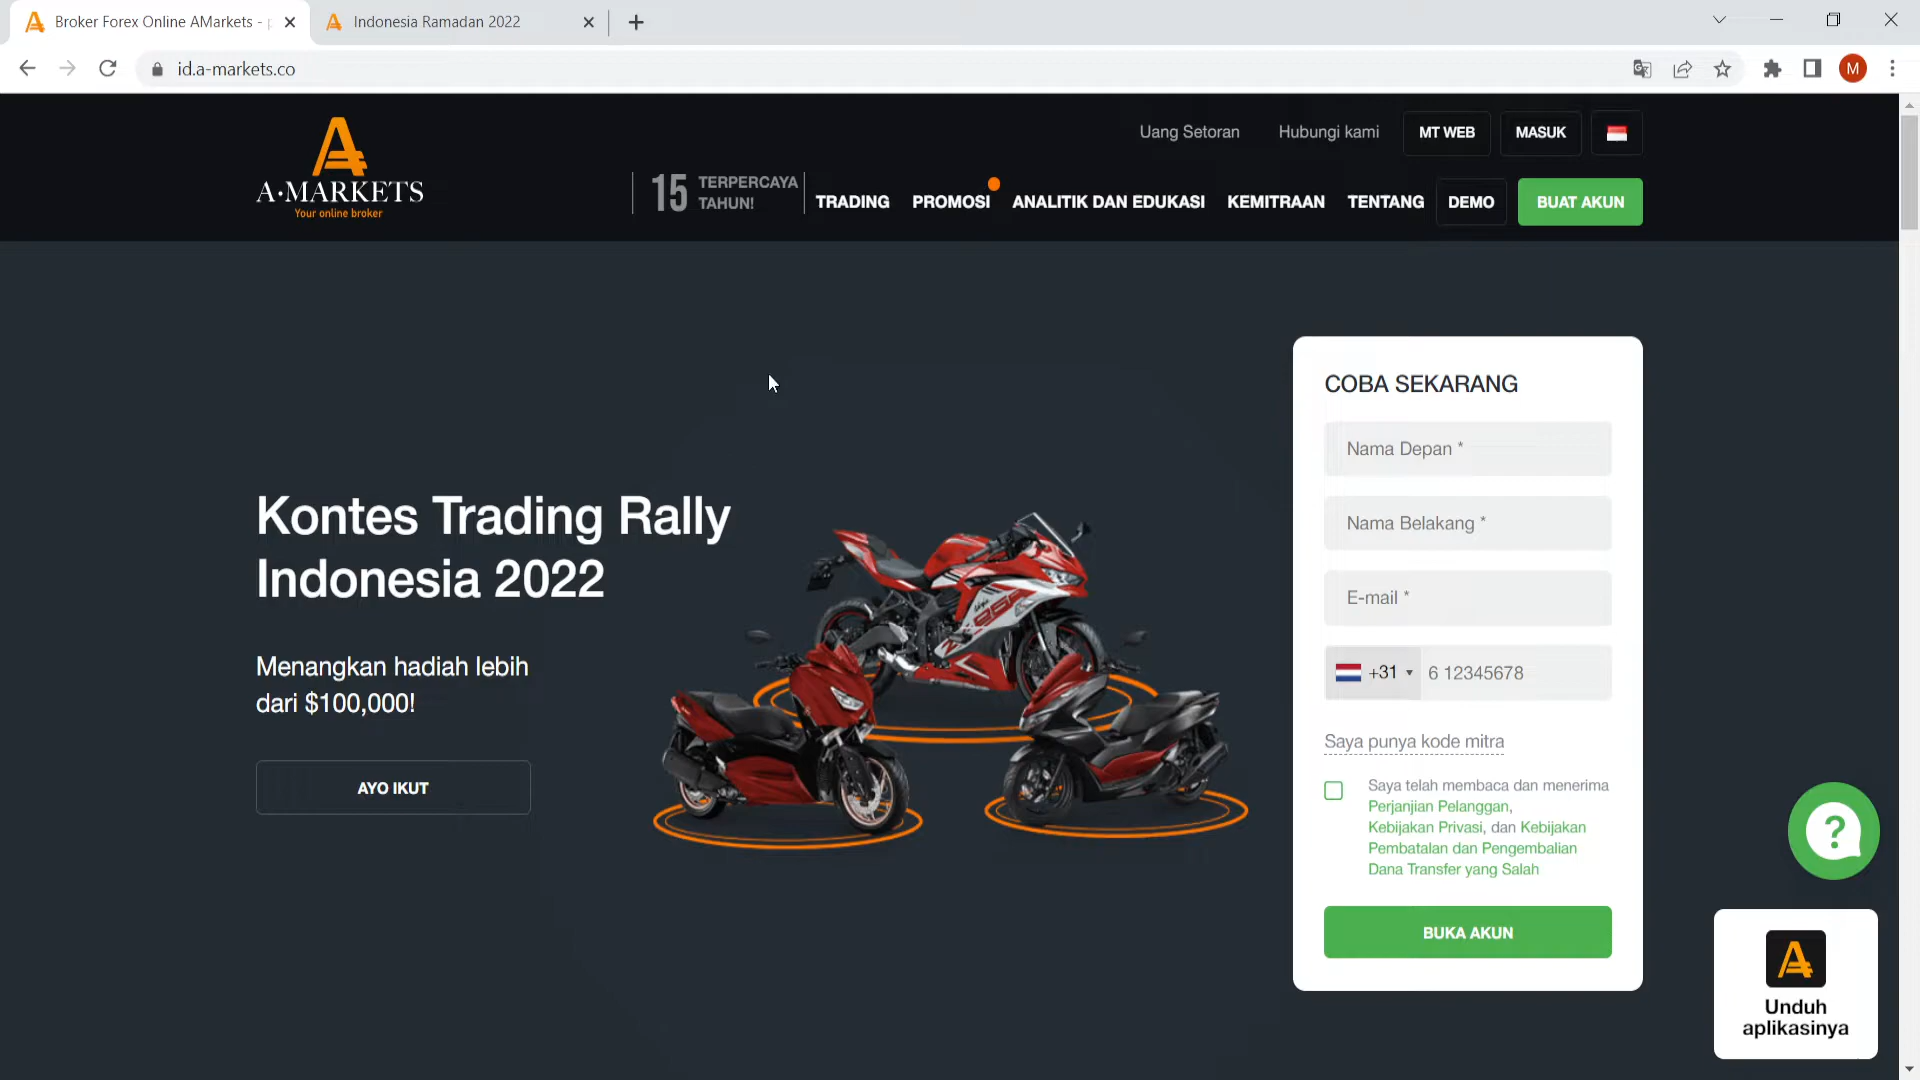 Broker Forex Online AMarkets -
Indonesia Ramadan 2022
id.a-markets.co
M
A·MARKETS
Your online broker
Uang Setoran
Hubungi kami
MT WEB
MASUK
15
TERPERCAYA
TAHUN!
TRADING
PROMOSI
ANALITIK DAN EDUKASI
KEMITRAAN
TENTANG
DEMO
BUAT AKUN
Kontes Trading Rally
Indonesia 2022
Menangkan hadiah lebih
dari $100,000!
AYO IKUT
COBA SEKARANG
Nama Depan *
Nama Belakang *
E-mail *
+31
6 12345678
Saya punya kode mitra
Saya telah membaca dan menerima
Perjanjian Pelanggan,
Kebijakan Privasi, dan Kebijakan
Pembatalan dan Pengembalian
Dana Transfer yang Salah
BUKA AKUN
?
Unduh
aplikasinya